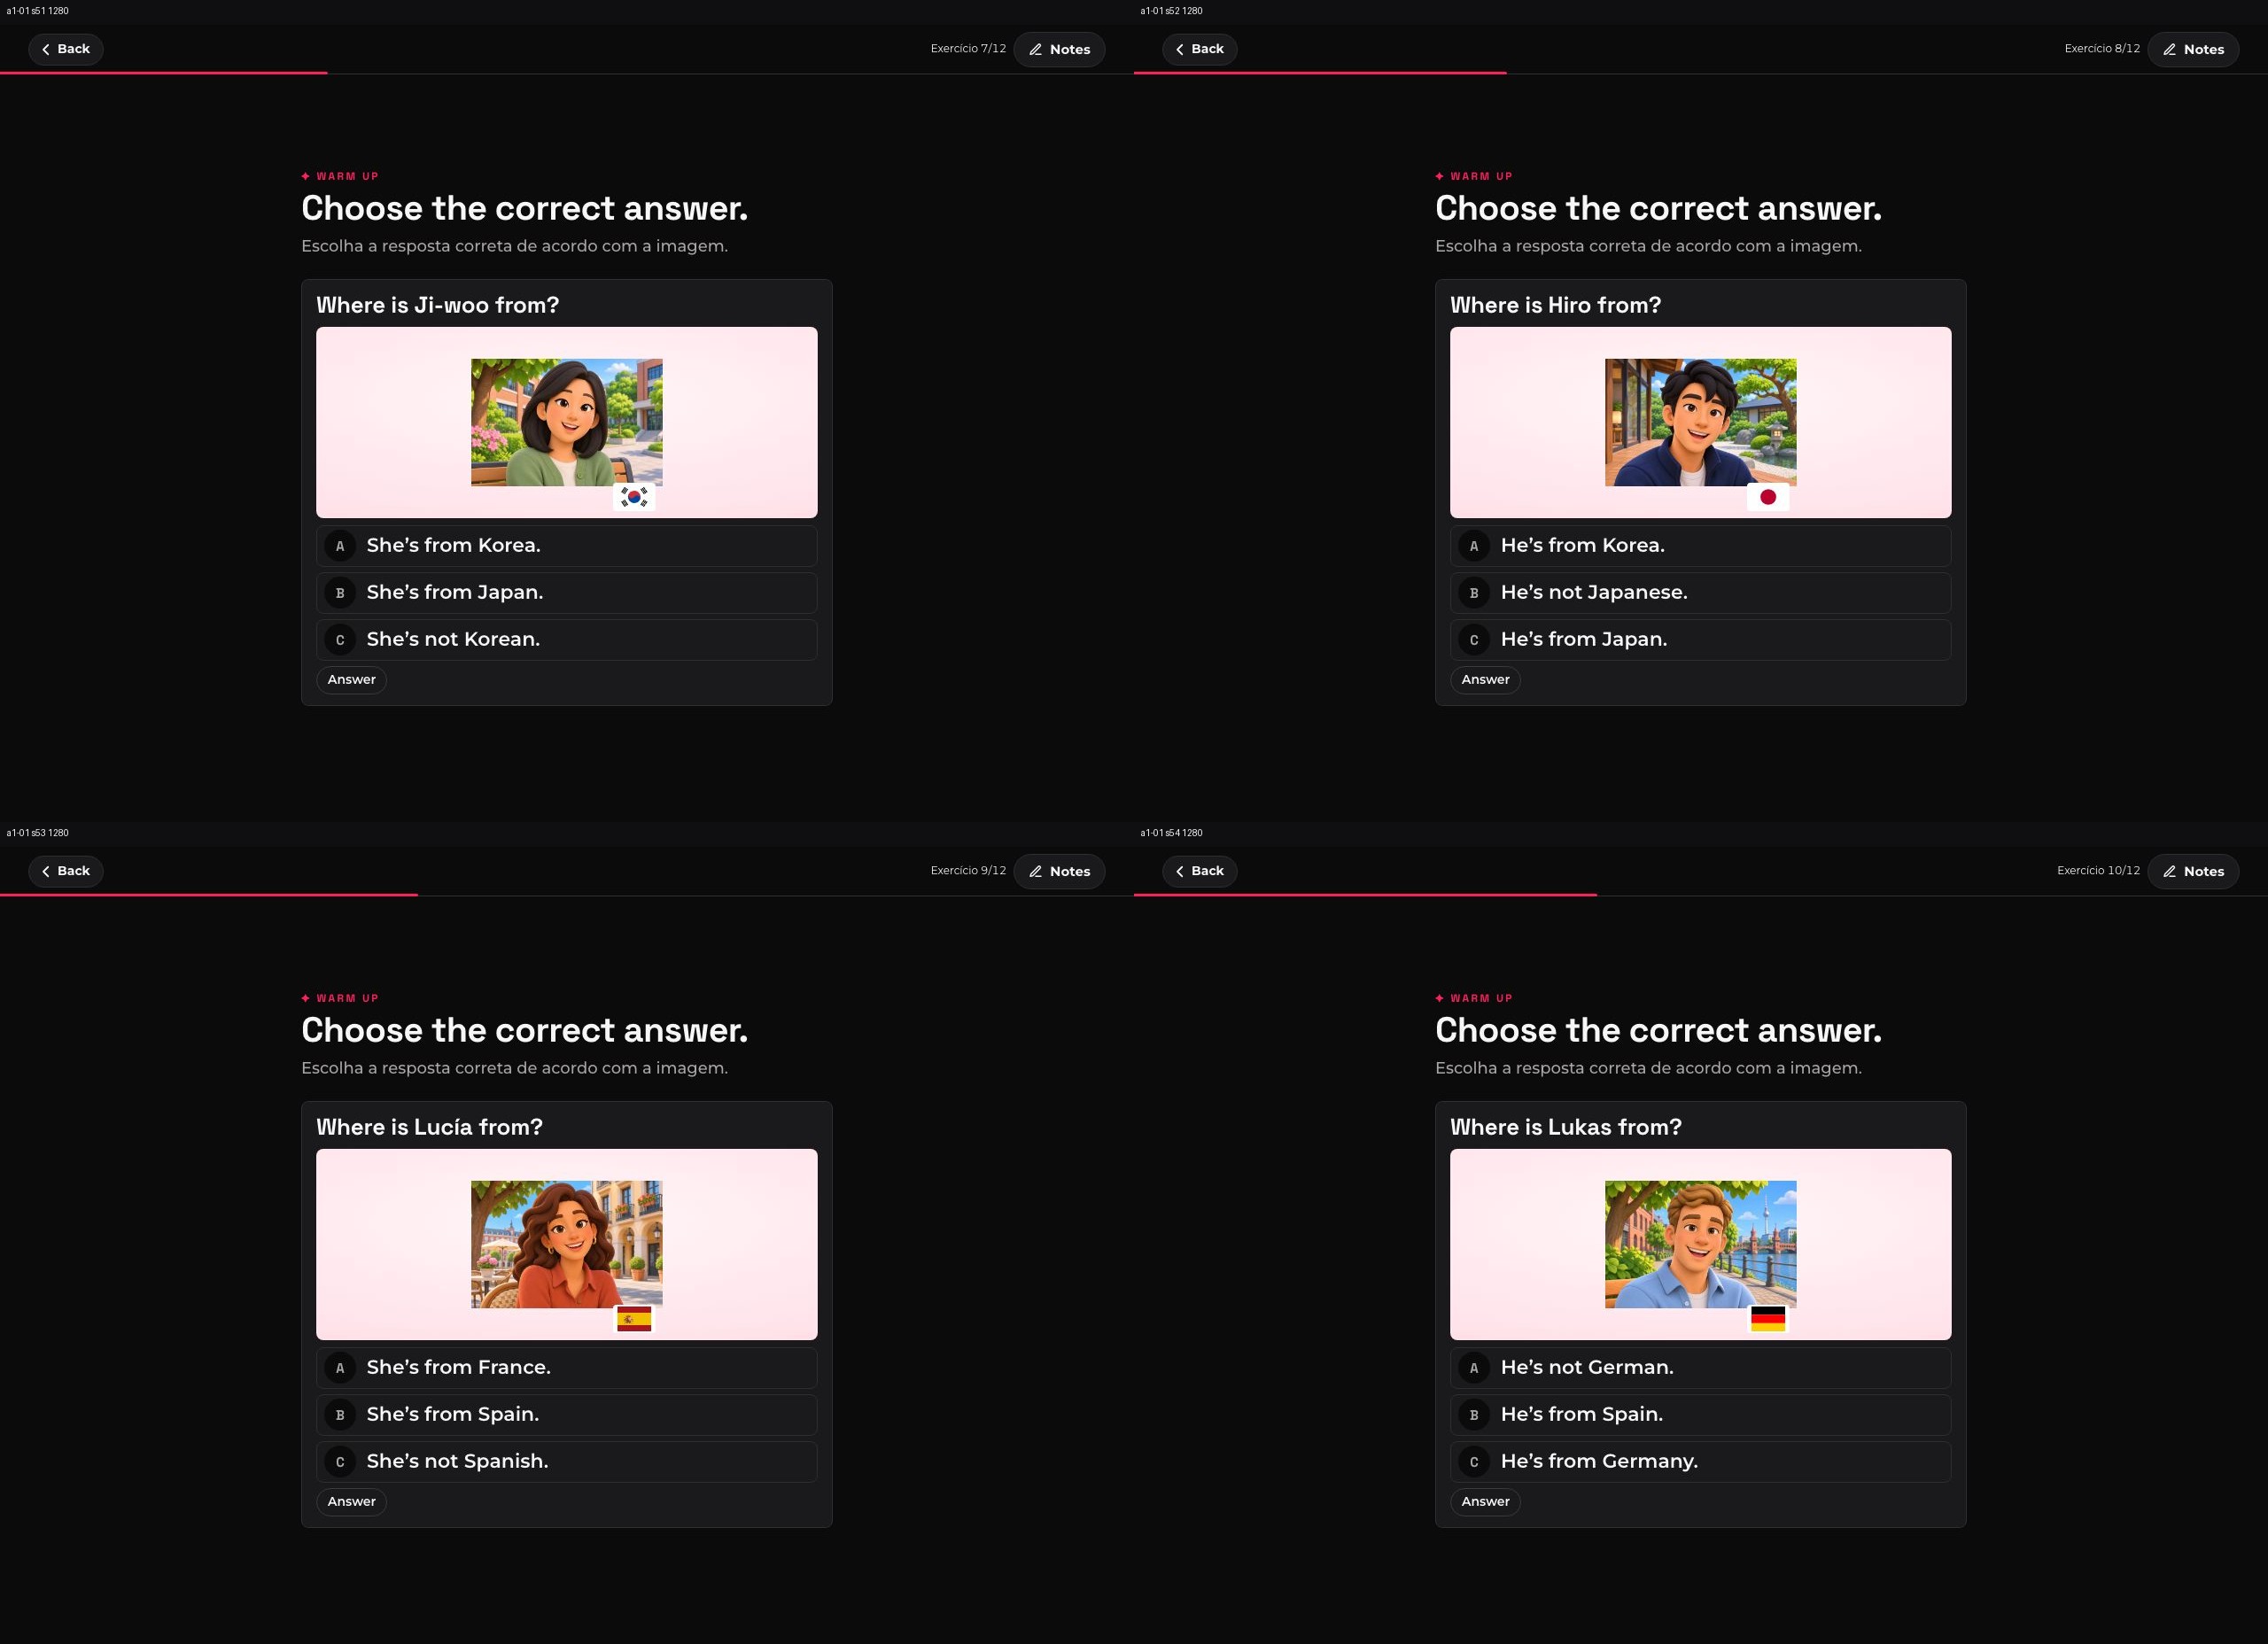 a1-01 s51 1280
Back
Exercício 7/12
Notes
WARM UP
Choose the correct answer.
Escolha a resposta correta de acordo com a imagem.
Where is Ji-woo from?
A She’s from Korea.
B She’s from Japan.
C She’s not Korean.
Answer
a1-01 s52 1280
Back
Exercício 8/12
Notes
WARM UP
Choose the correct answer.
Escolha a resposta correta de acordo com a imagem.
Where is Hiro from?
A He’s from Korea.
B He’s not Japanese.
C He’s from Japan.
Answer
a1-01 s53 1280
Back
Exercício 9/12
Notes
WARM UP
Choose the correct answer.
Escolha a resposta correta de acordo com a imagem.
Where is Lucía from?
A She’s from France.
B She’s from Spain.
C She’s not Spanish.
Answer
a1-01 s54 1280
Back
Exercício 10/12
Notes
WARM UP
Choose the correct answer.
Escolha a resposta correta de acordo com a imagem.
Where is Lukas from?
A He’s not German.
B He’s from Spain.
C He’s from Germany.
Answer